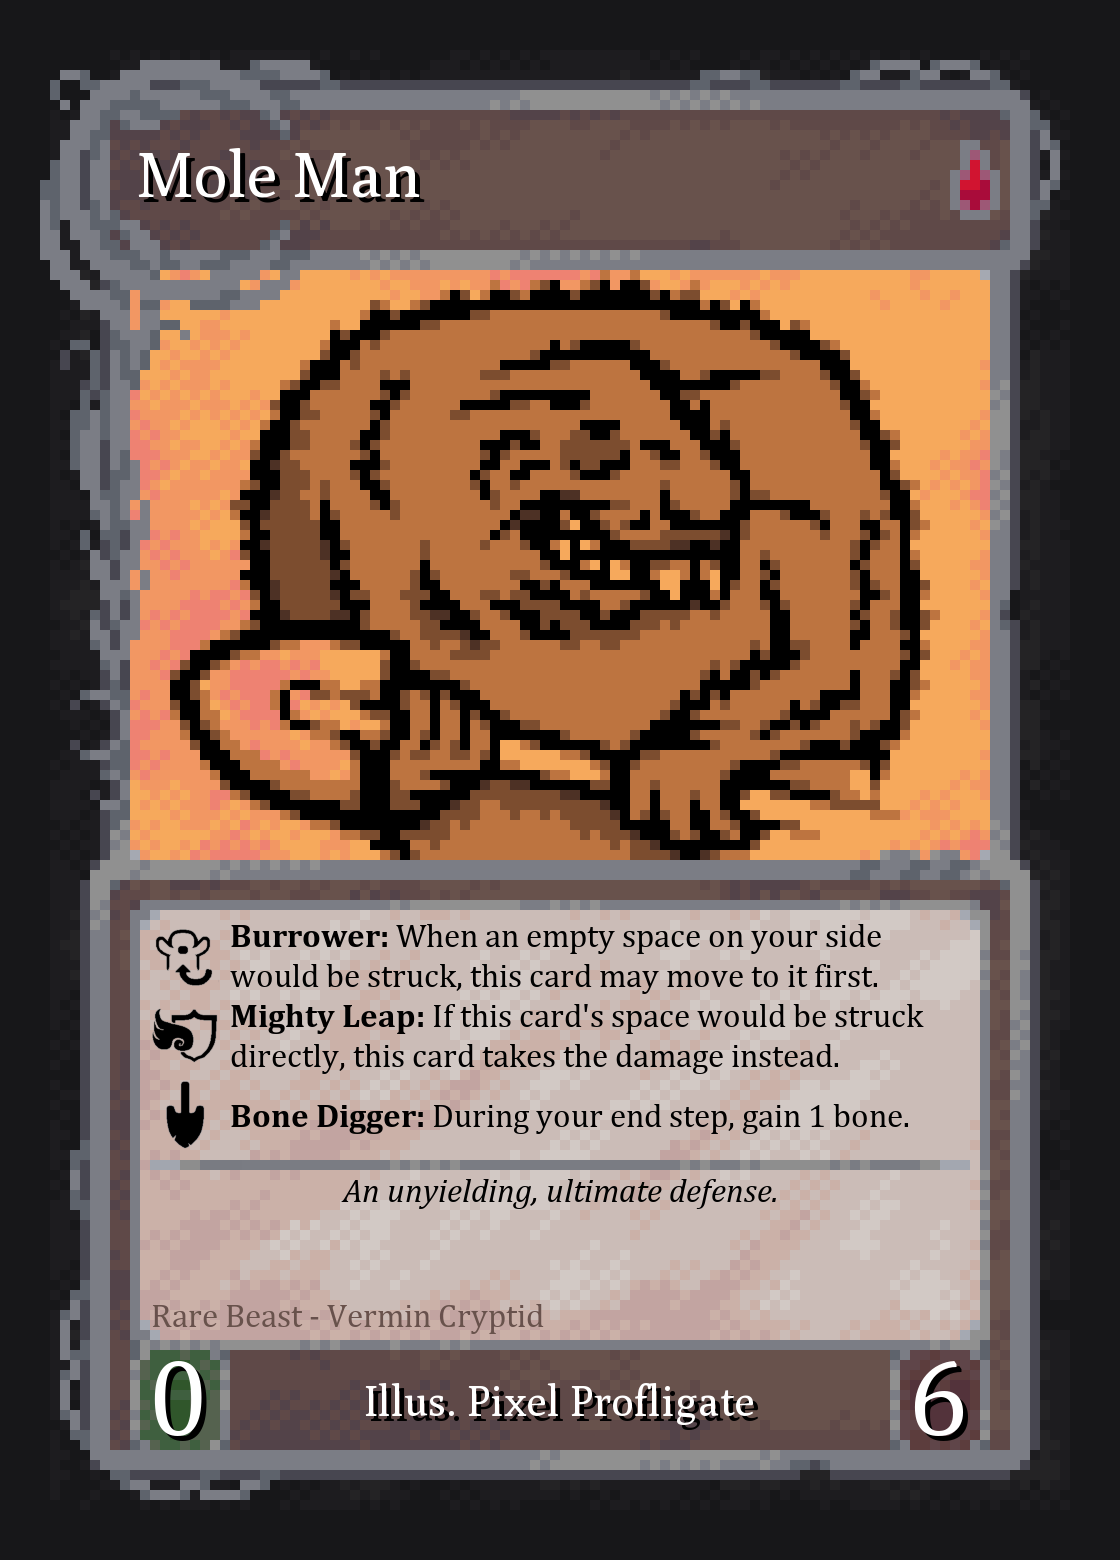 Mole Man
Burrower: When an empty space on your side
would be struck, this card may move to it first.
Mighty Leap: If this card's space would be struck
directly, this card takes the damage instead.
Bone Digger: During your end step, gain 1 bone.
An unyielding, ultimate defense.
Rare Beast - Vermin Cryptid
0 Illus. Pixel Profligate 6